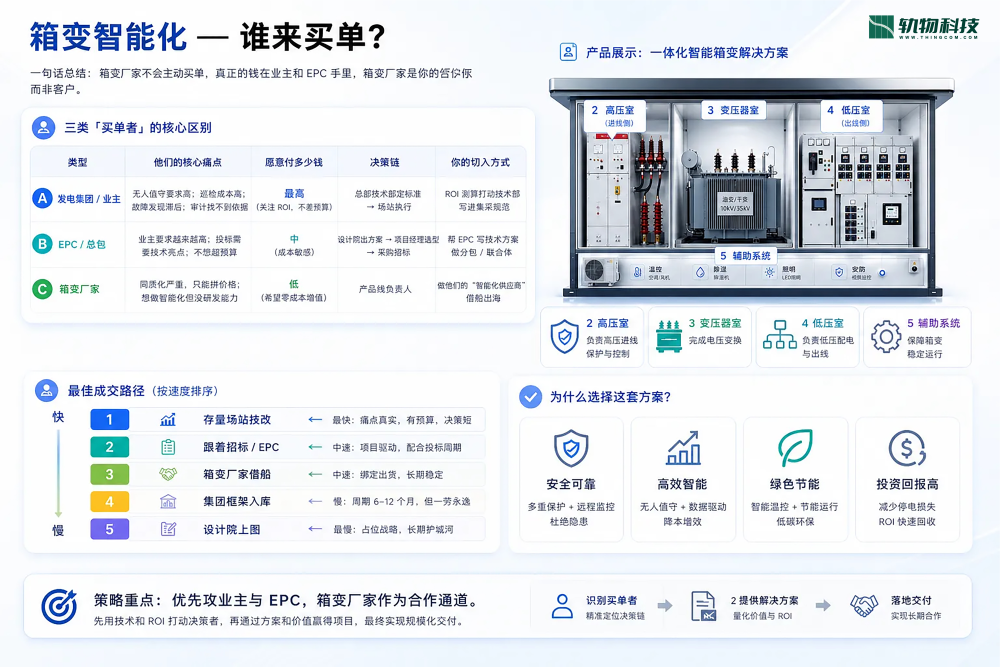 箱变智能化 — 谁来买单?
轨物科技
WWW.THINGCOM.COM
一句话总结：箱变厂家不会主动买单，真正的钱在业主和 EPC 手里，箱变厂家是你的
而非客户。
三类「买单者」的核心区别
类型 他们的核心痛点 愿意付多少钱 决策链 你的切入方式
A 发电集团 / 业主
无人值守要求高；巡检成本高；
故障发现滞后；审计找不到依据
最高
(关注 ROI，不差预算)
总部技术部定标准
→ 场站执行
ROI 测算打动技术部
写进集采规范
B EPC / 总包
业主要求越来越高；投标需
要技术亮点；不想超预算
中
(成本敏感)
设计院出方案 → 项目经理选型
→ 采购招标
帮 EPC 写技术方案
做分包 / 联合体
C 箱变厂家
同质化严重，只能拼价格；
想做智能化但没研发能力
低
(希望零成本增值)
产品线负责人
做他们的“智能化供应商”
借船出海
产品展示：一体化智能箱变解决方案
2 高压室
(进线侧)
3 变压器室
4 低压室
(出线侧)
油变/干变
10kV/35kV
5 辅助系统
温控
空调/风机
除湿
除湿机
照明
LED照明
安防
视频监控
2 高压室
负责高压进线
保护与控制
3 变压器室
完成电压变换
4 低压室
负责低压配电
与出线
5 辅助系统
保障箱变
稳定运行
最佳成交路径（按速度排序）
快
1 存量场站技改 ← 最快：痛点真实，有预算，决策短
2 跟着招标 / EPC ← 中速：项目驱动，配合投标周期
3 箱变厂家借船 ← 中速：绑定出货，长期稳定
4 集团框架入库 ← 慢：周期 6–12 个月，但一劳永逸
5 设计院上图 ← 最慢：占位战略，长期护城河
慢
为什么选择这套方案?
安全可靠
多重保护 + 远程监控
杜绝隐患
高效智能
无人值守 + 数据驱动
降本增效
绿色节能
智能温控 + 节能运行
低碳环保
投资回报高
减少停电损失
ROI 快速回收
策略重点：优先攻业主与 EPC，箱变厂家作为合作通道。
先用技术和 ROI 打动决策者，再通过方案和价值赢得项目，最终实现规模化交付。
识别买单者
精准定位决策链
2 提供解决方案
量化价值与 ROI
落地交付
实现长期合作